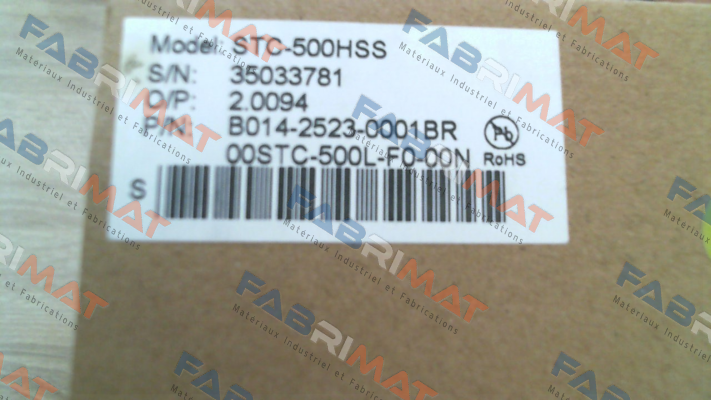 Model: STC-500HSS
S/N: 35033781
O/P: 2.0094
P/N: B014-2523-0001BR
00STC-500L-F0-00N
Pb
RoHS
S
FABRIMAT
Materiaux Industriel et Fabrications